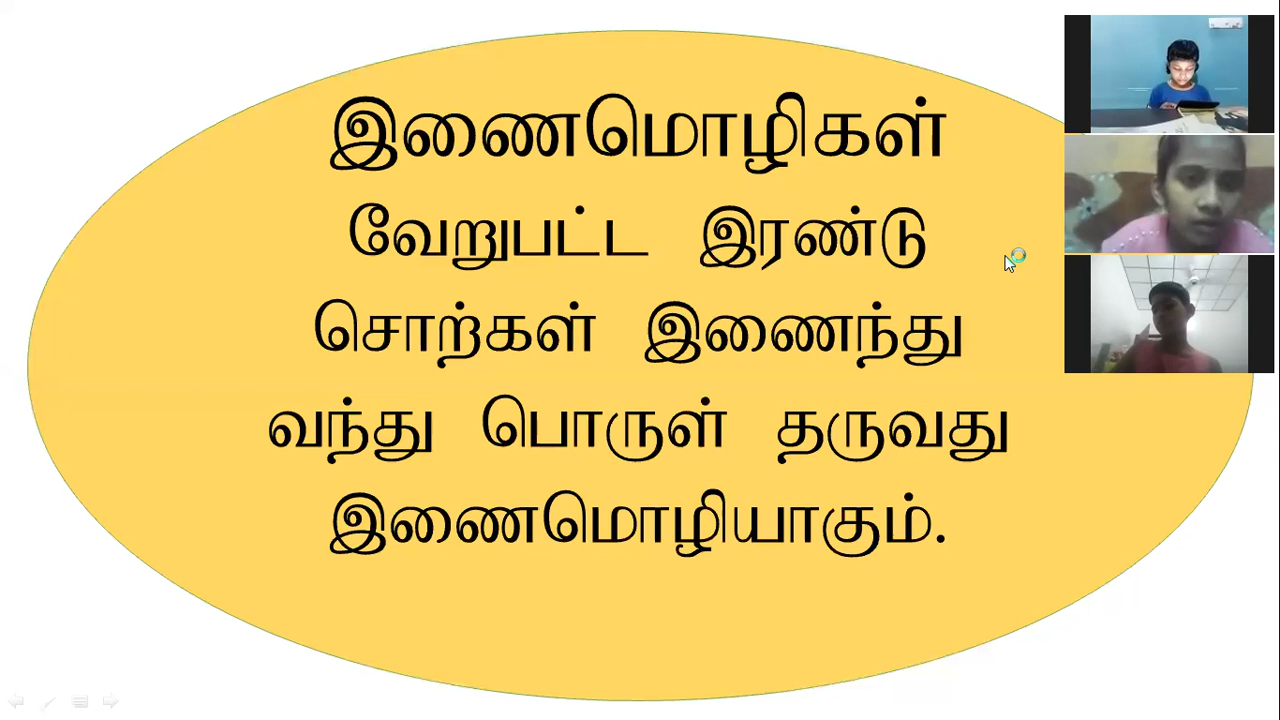 இணைமொழிகள்
வேறுபட்ட இரண்டு
சொற்கள் இணைந்து
வந்து பொருள் தருவது
இணைமொழியாகும்.